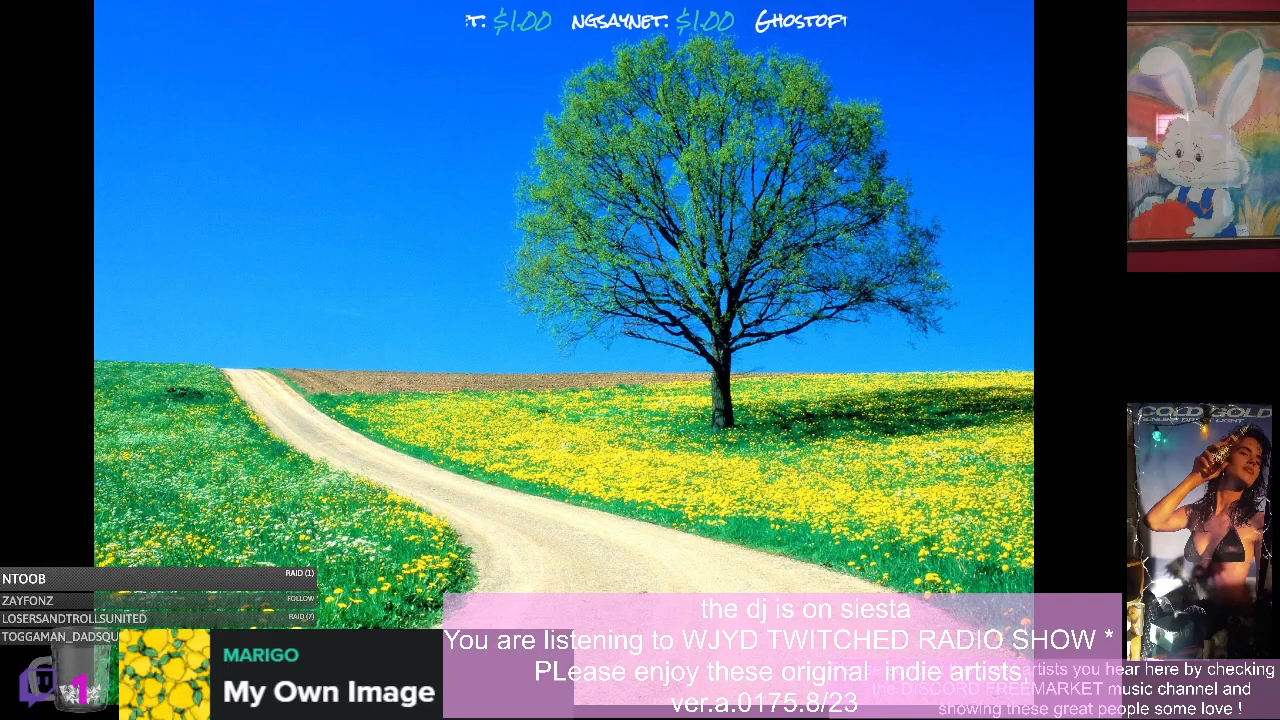 T: $1.00 NGSAYNET: $1.00 GHOSTOP
COLD GOLD
NTOOB RAID (1)
ZAYFONZ FOLLOW
LOSERSANDTROLLSUNITED RAID (7)
TOGGAMAN_DADSQU
1
MARIGO
My Own Image
the dj is on siesta
You are listening to WJYD TWITCHED RADIO SHOW *
PLease enjoy these original indie artists,
ver.a.0175.8/23
artists you hear here by checking
the DISCORD FREEMARKET music channel and
showing these great people some love !